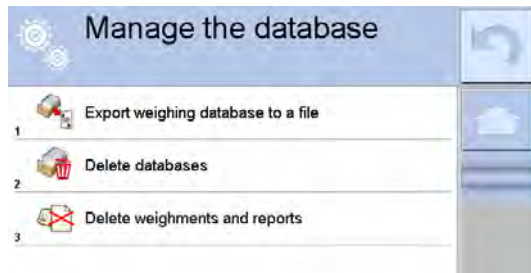 Manage the database
Export weighing database to a file
1
Delete databases
2
Delete weighments and reports
3